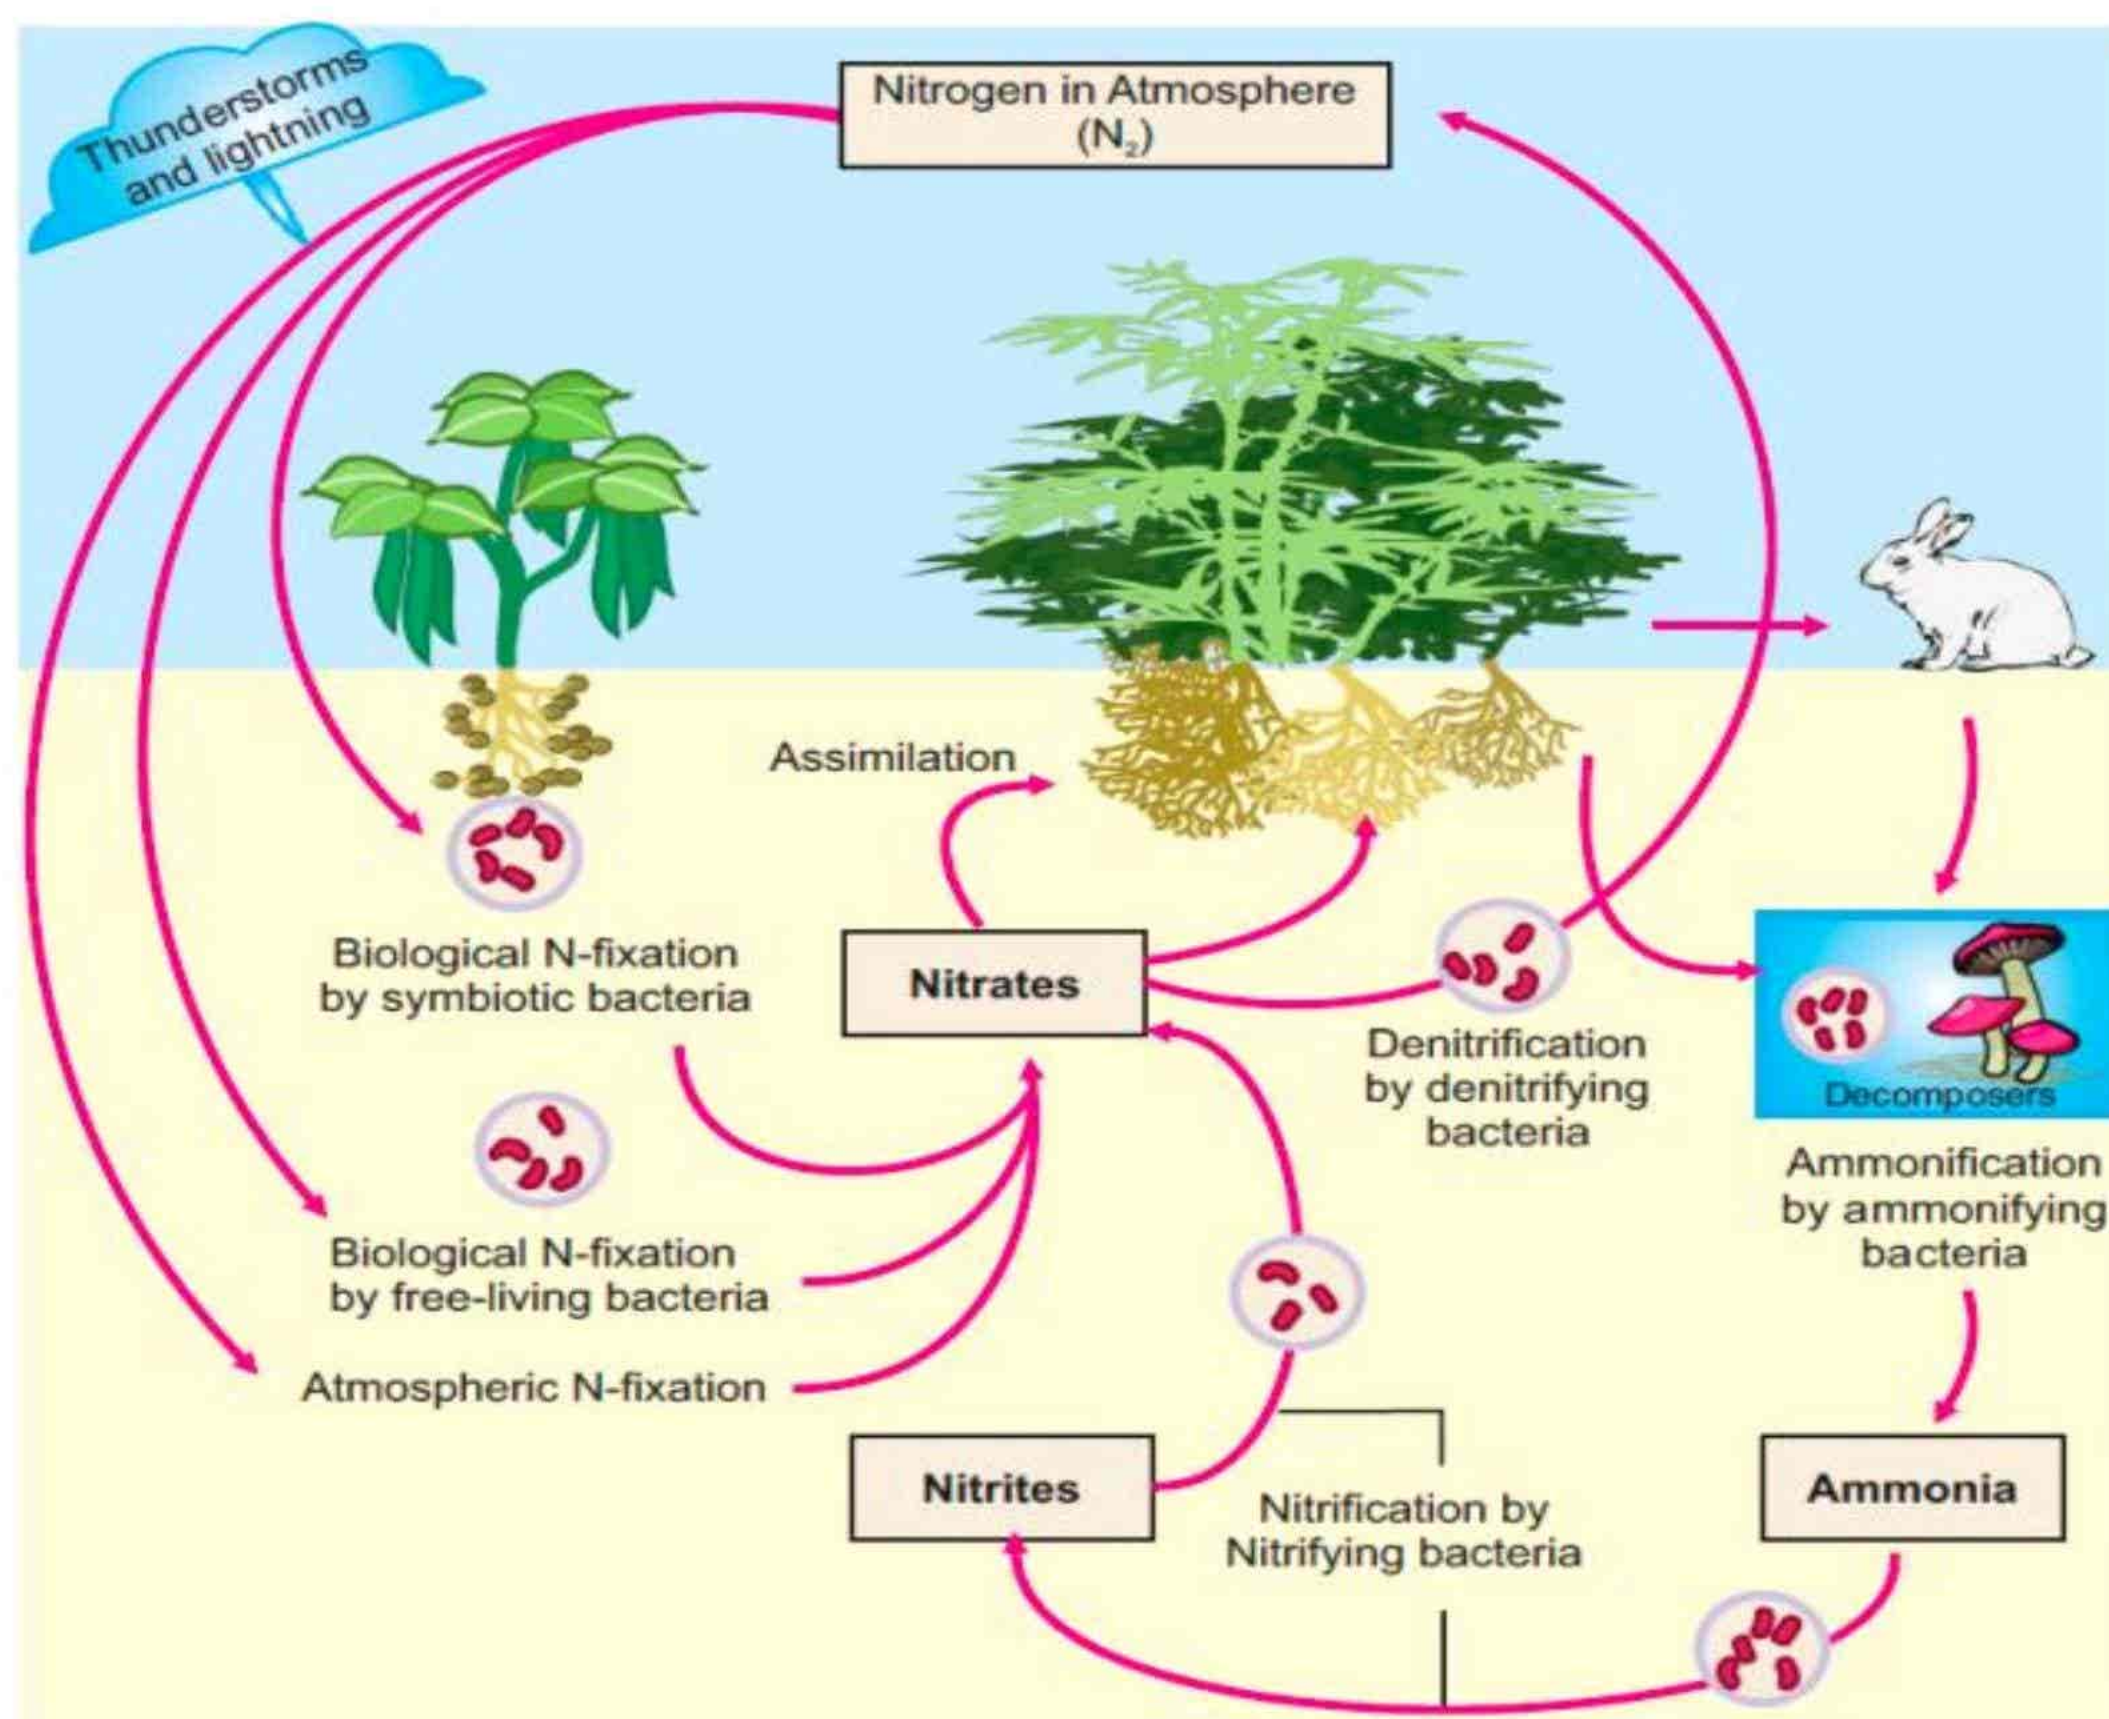 Thunderstorms
and lightning
Nitrogen in Atmosphere
(N₂)
Assimilation
Biological N-fixation
by symbiotic bacteria
Nitrates
Denitrification
by denitrifying
bacteria
Decomposers
Ammonification
by ammonifying
bacteria
Biological N-fixation
by free-living bacteria
Atmospheric N-fixation
Nitrites
Nitrification by
Nitrifying bacteria
Ammonia